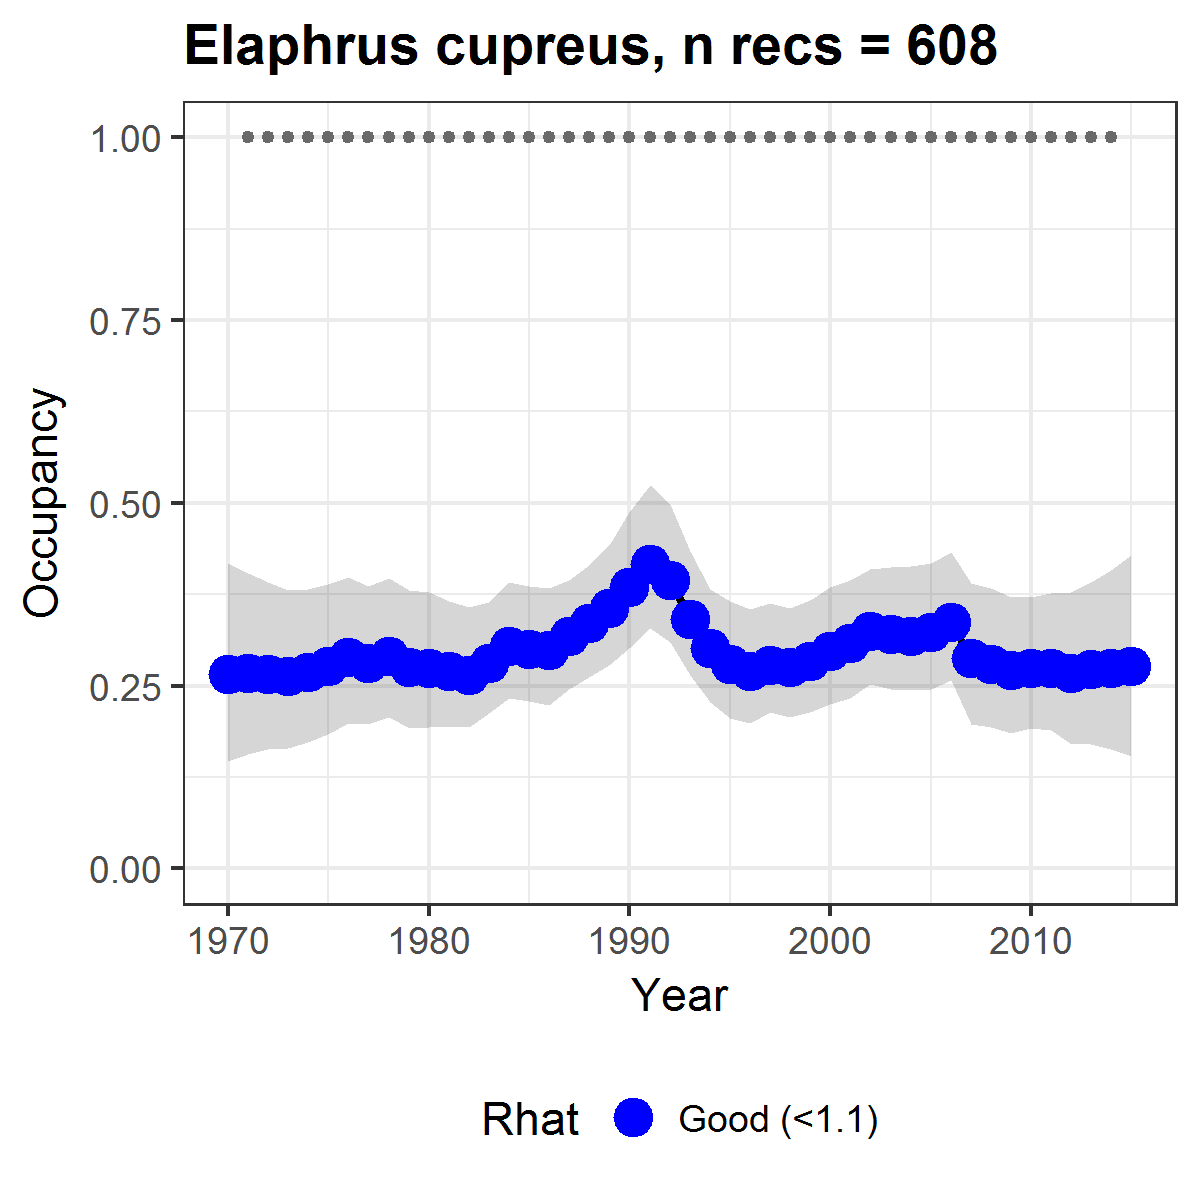 Elaphrus cupreus, n recs = 608
1.00
0.75
0.50
0.25
0.00
Occupancy
1970 1980 1990 2000 2010
Year
Rhat Good (<1.1)